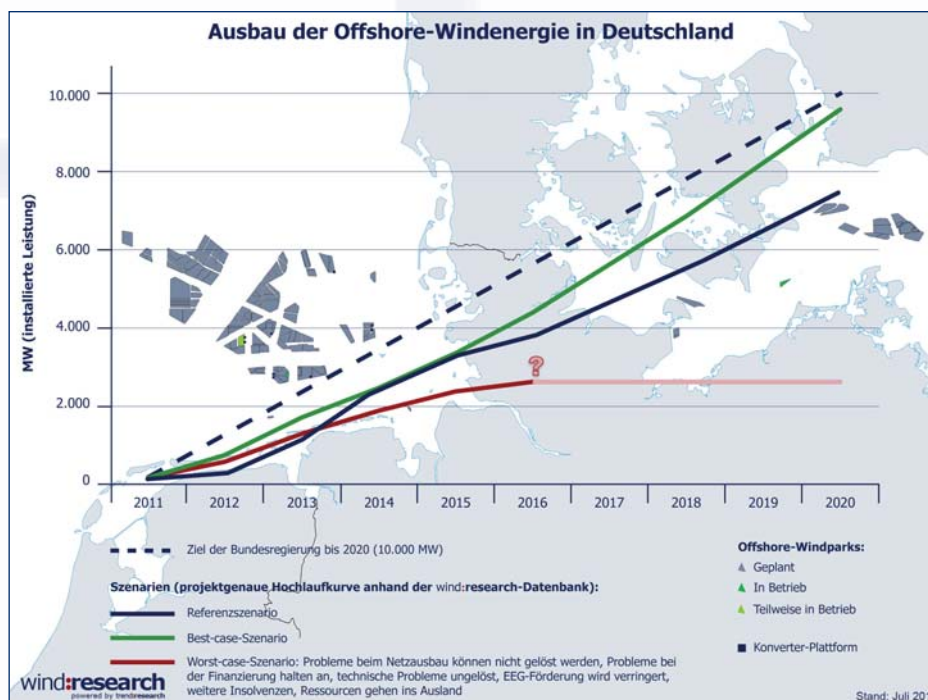 Ausbau der Offshore-Windenergie in Deutschland
MW (installierte Leistung)
10.000
8.000
6.000
4.000
2.000
0
?
2011 2012 2013 2014 2015 2016 2017 2018 2019 2020
Ziel der Bundesregierung bis 2020 (10.000 MW)
Szenarien (projektgenaue Hochlaufkurve anhand der wind:research-Datenbank):
Referenzszenario
Best-case-Szenario
Worst-case-Szenario: Probleme beim Netzausbau können nicht gelöst werden, Probleme bei
der Finanzierung halten an, technische Probleme ungelöst, EEG-Förderung wird verringert,
weitere Insolvenzen, Ressourcen gehen ins Ausland
Offshore-Windparks:
Geplant
In Betrieb
Teilweise in Betrieb
Konverter-Plattform
wind:research
powered by trend:research
Stand: Juli